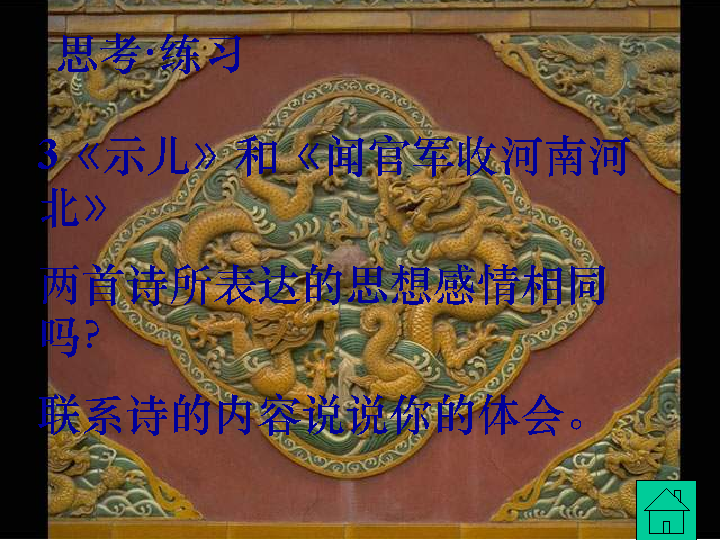 思考·练习
3《示儿》和《闻官军收河南河
北》
两首诗所表达的思想感情相同
吗?
联系诗的内容说说你的体会。